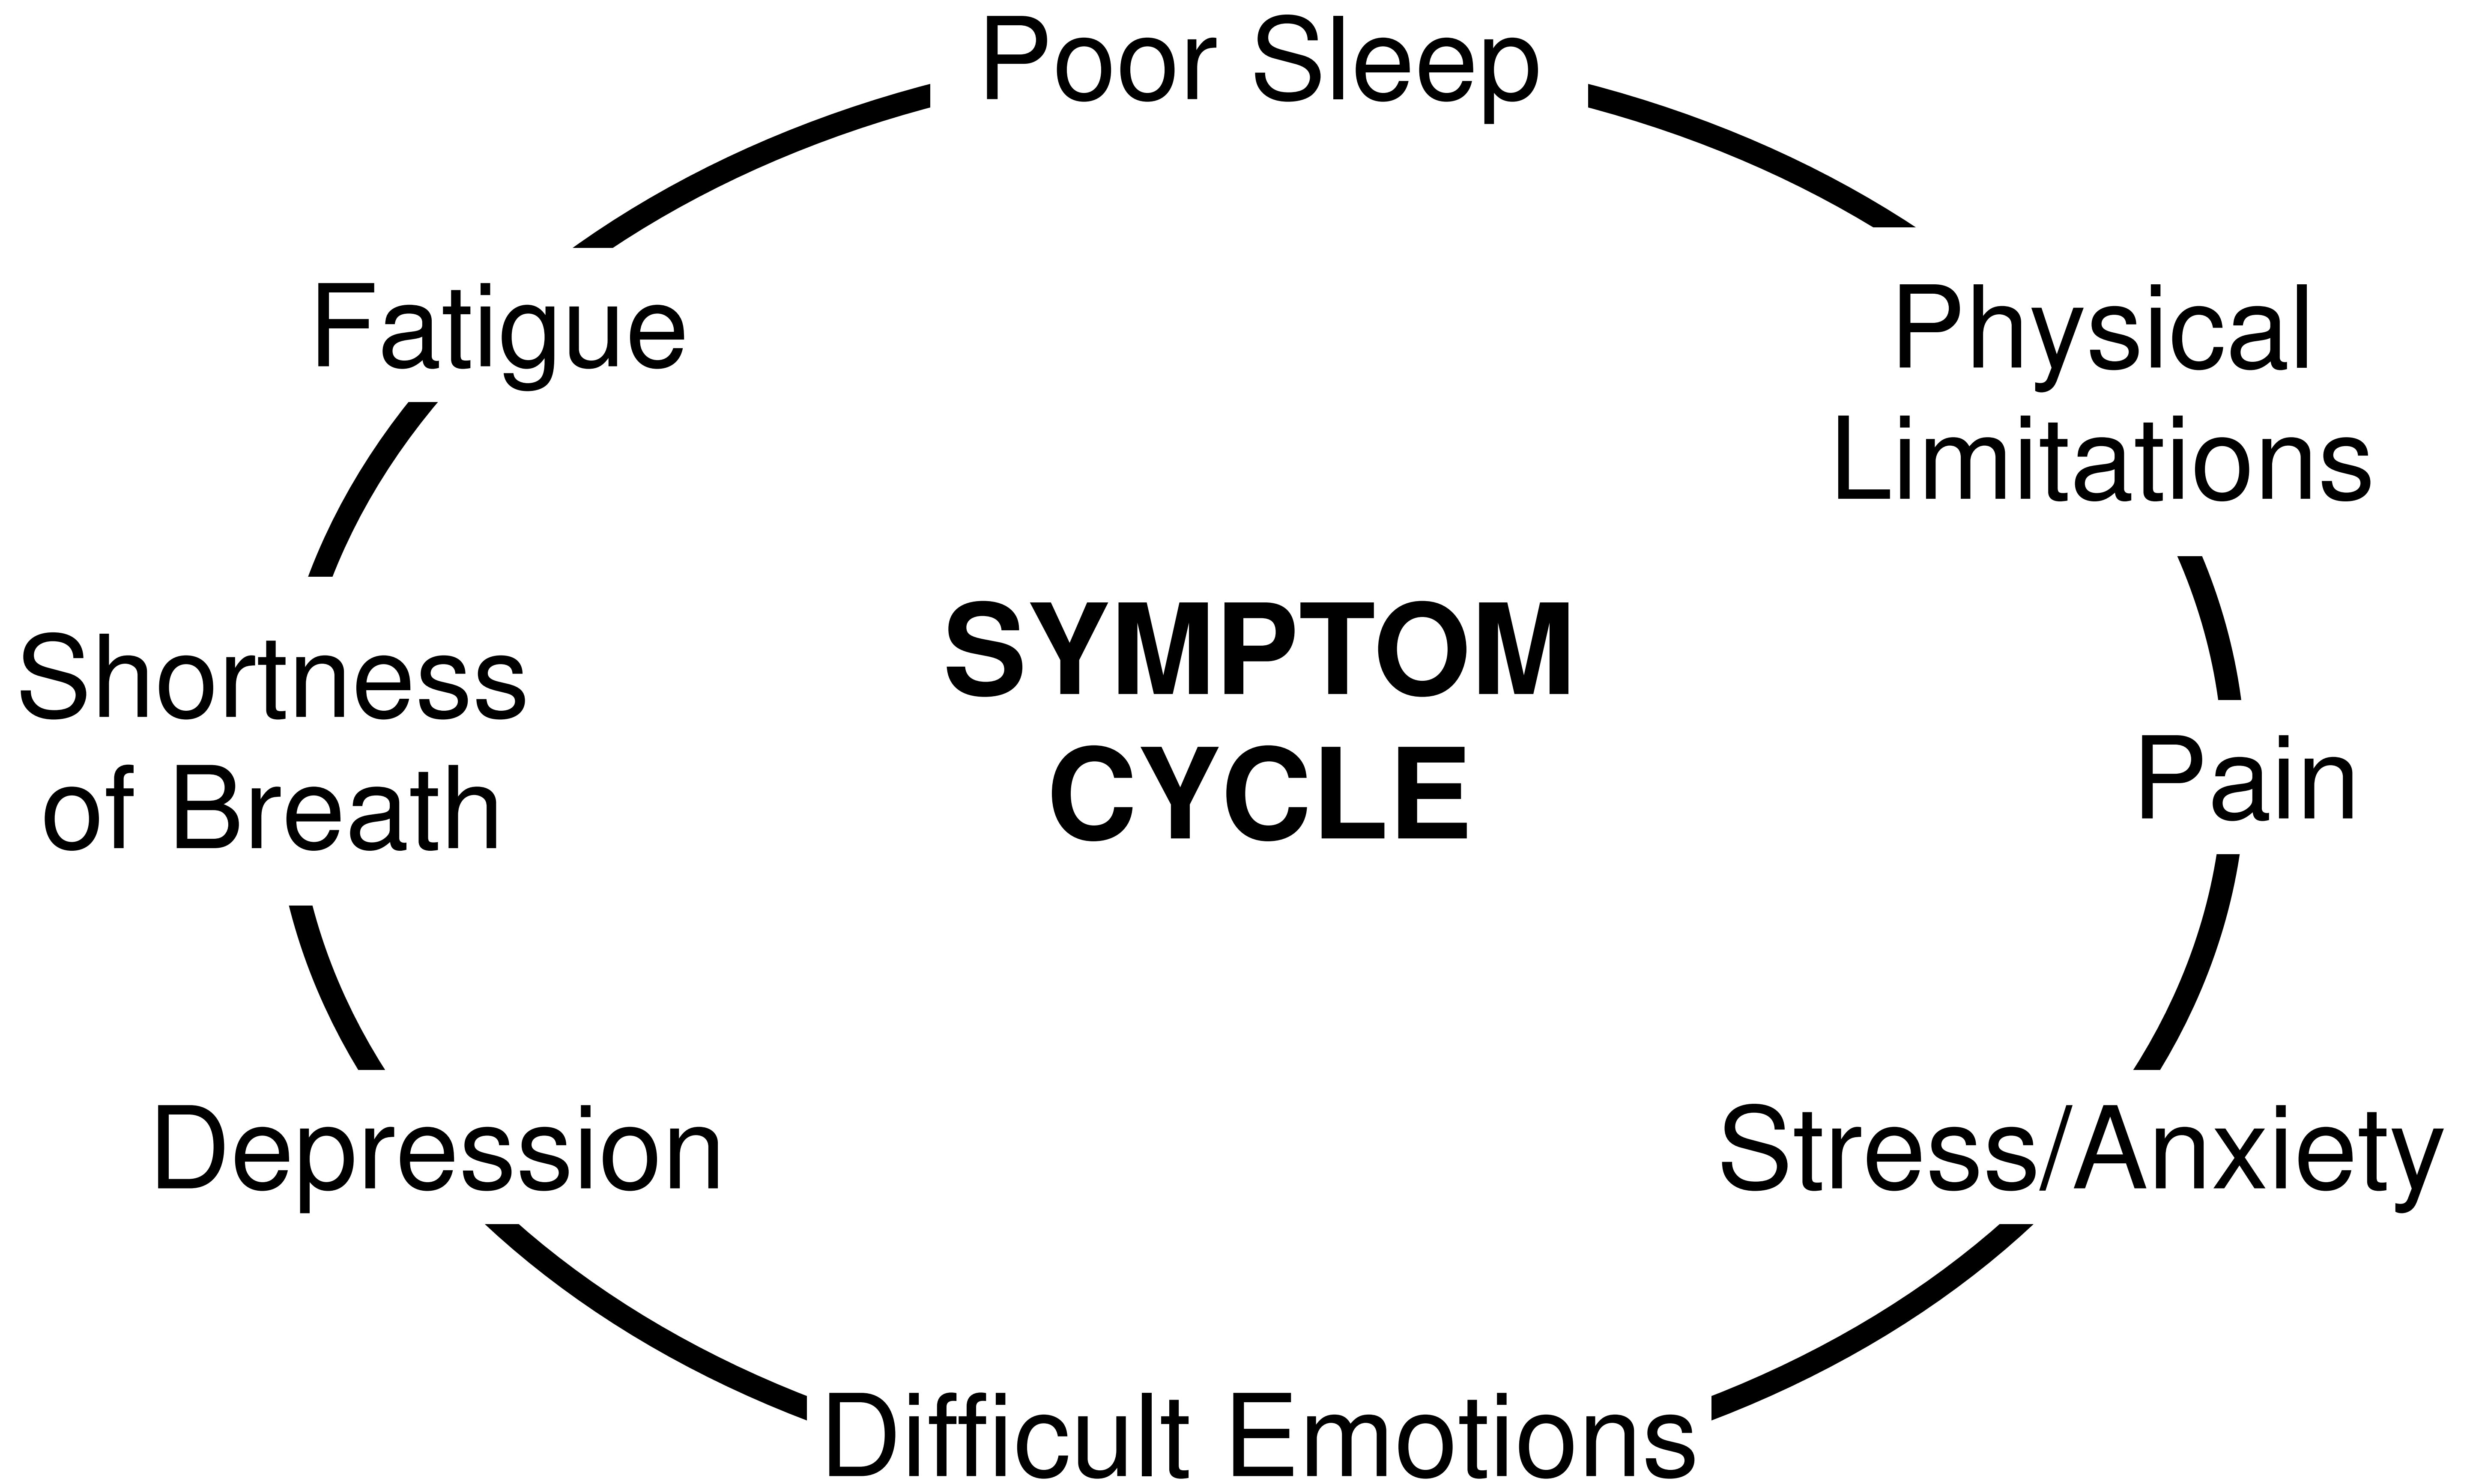 Poor Sleep
Fatigue
Physical
Limitations
SYMPTOM
CYCLE
Shortness
of Breath
Pain
Depression
Stress/Anxiety
Difficult Emotions